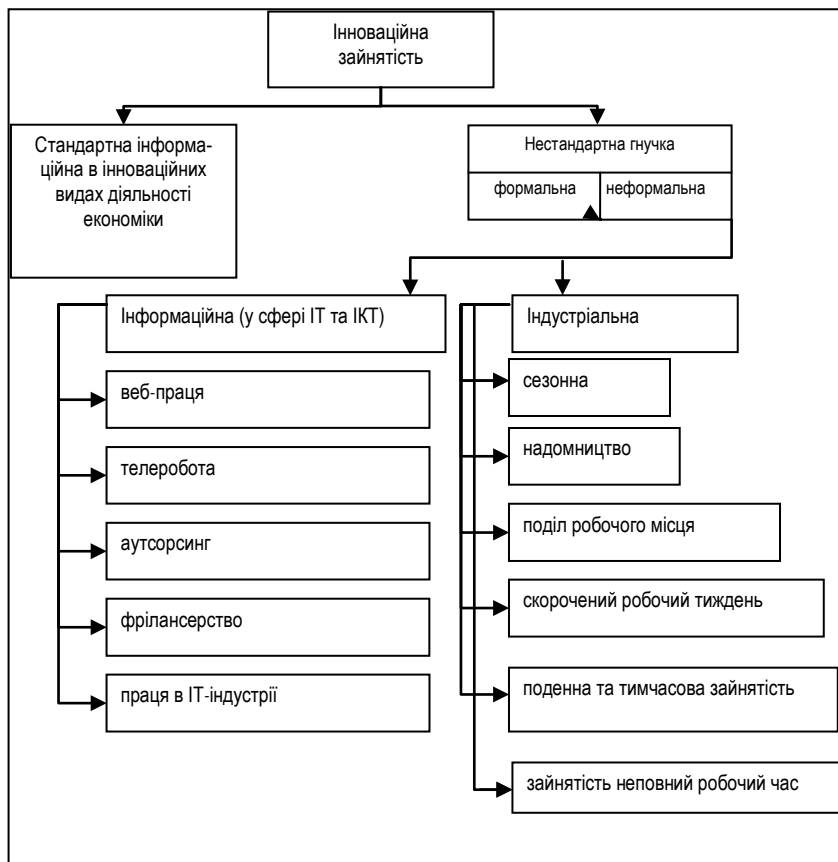 Інноваційна
зайнятість
Стандартна інформа-
ційна в інноваційних
видах діяльності
економіки
Нестандартна гнучка
формальна
неформальна
Інформаційна (у сфері ІТ та ІКТ)
веб-праця
телеробота
аутсорсинг
фрілансерство
праця в ІТ-індустрії
Індустріальна
сезонна
надомництво
поділ робочого місця
скорочений робочий тиждень
поденна та тимчасова зайнятість
зайнятість неповний робочий час